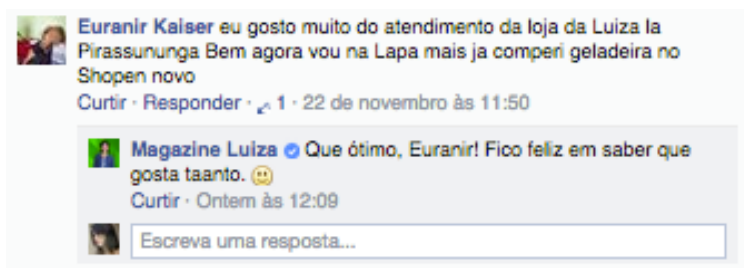 Euranir Kaiser eu gosto muito do atendimento da loja da Luiza la
Pirassununga Bem agora vou na Lapa mais ja comperi geladeira no
Shopen novo
Curtir · Responder · 1 · 22 de novembro às 11:50
Magazine Luiza Que ótimo, Euranir! Fico feliz em saber que
gosta taanto.
Curtir · Ontem às 12:09
Escreva uma resposta...